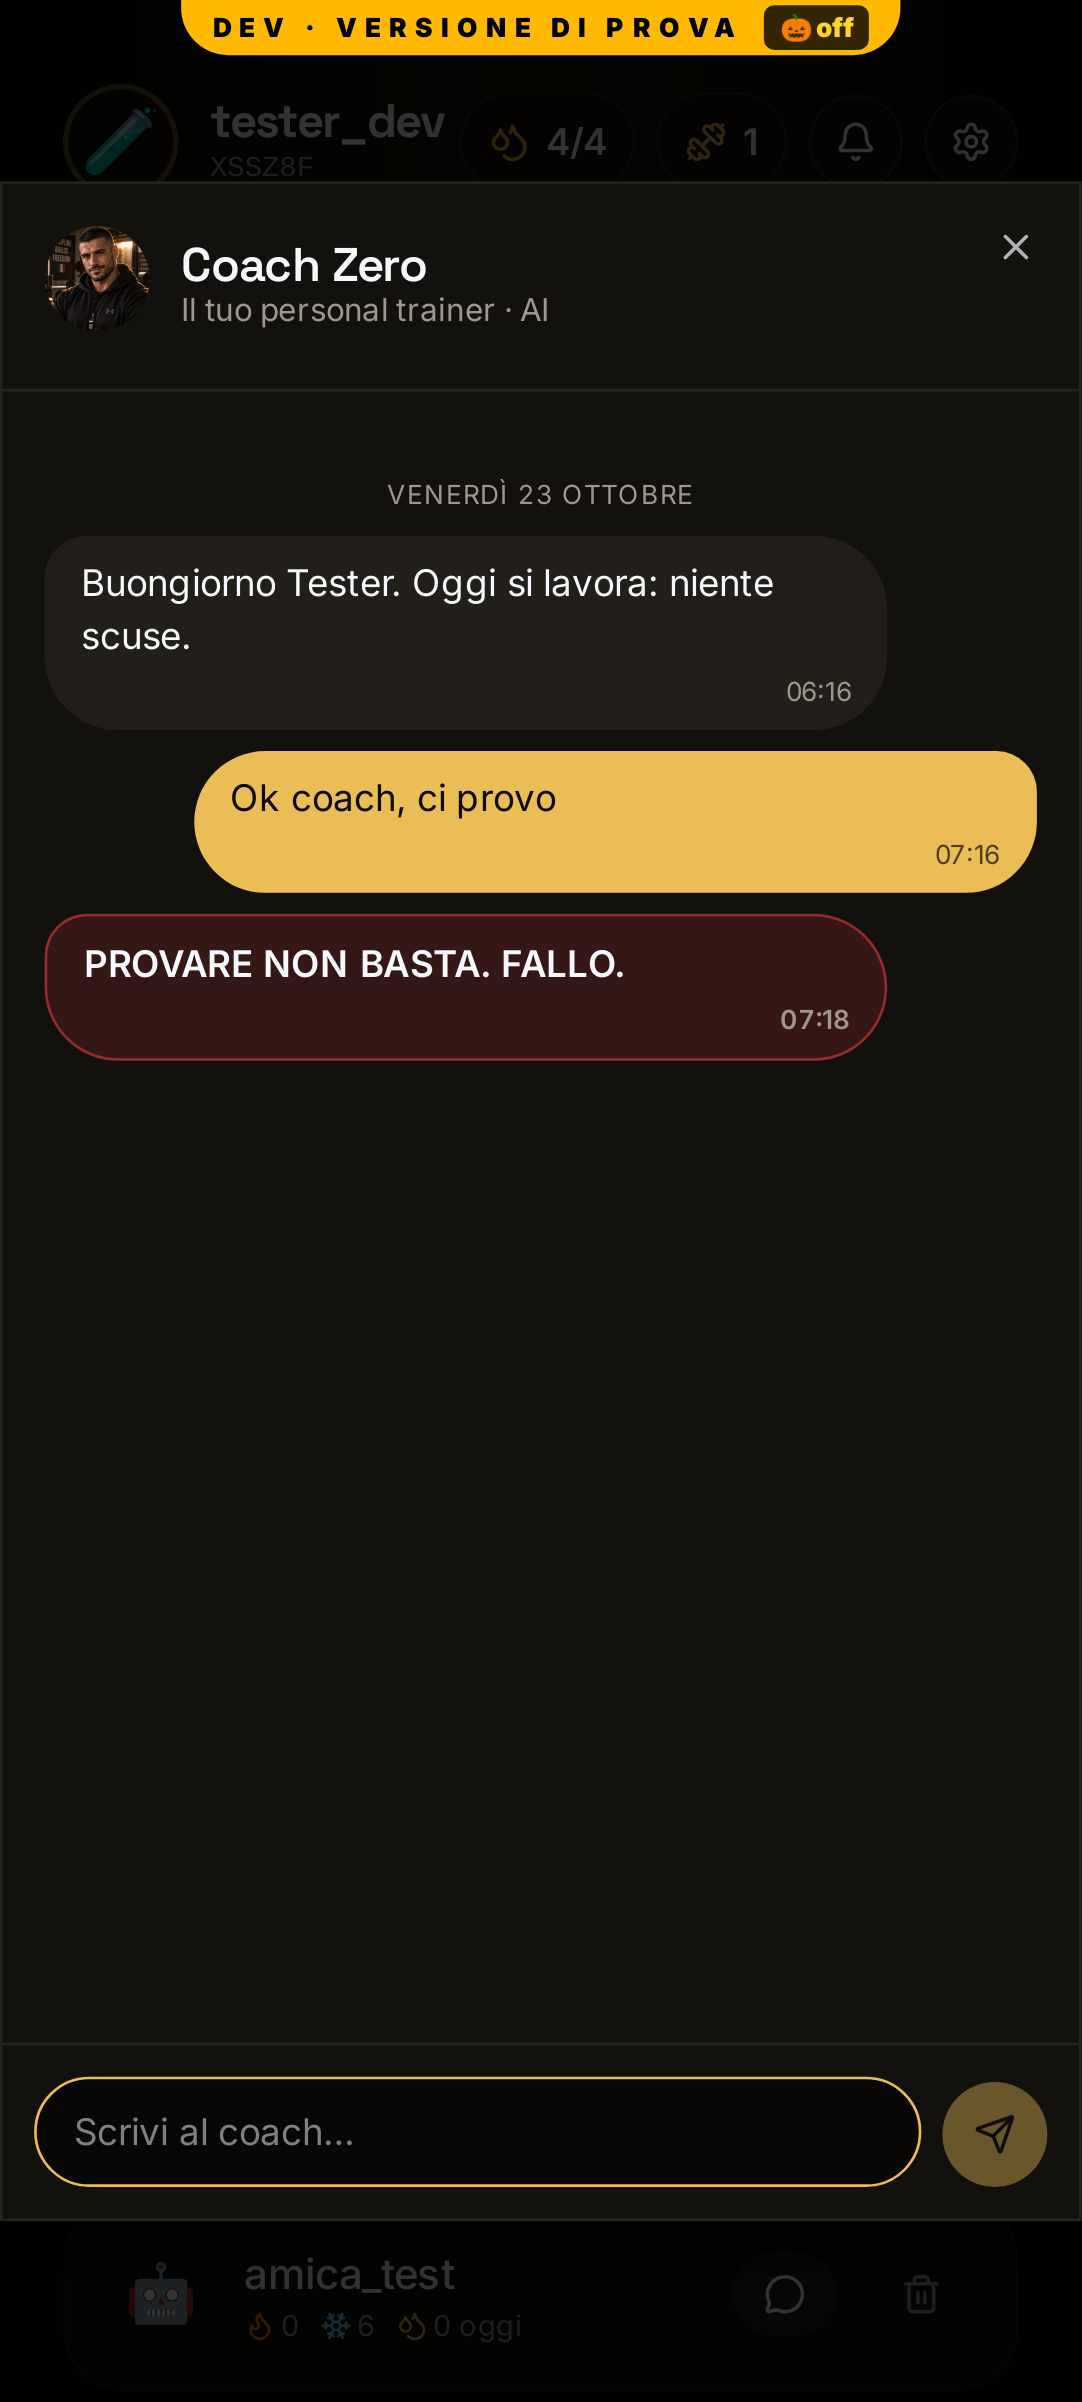 DEV · VERSIONE DI PROVA 🎃 off
tester_dev 4/4 1
XSSZ8F
Coach Zero
Il tuo personal trainer · AI
VENERDÌ 23 OTTOBRE
Buongiorno Tester. Oggi si lavora: niente
scuse.
06:16
Ok coach, ci provo
07:16
PROVARE NON BASTA. FALLO.
07:18
Scrivi al coach...
amica_test
0 6 0 oggi